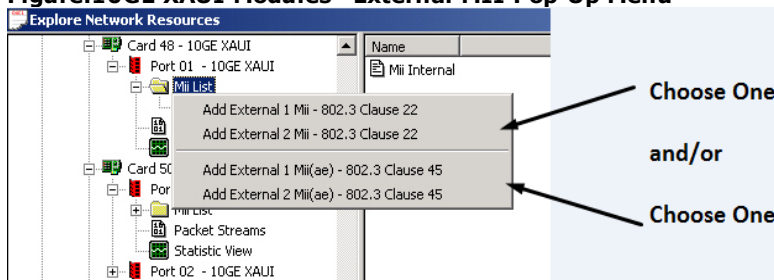 Figure:10GE XAUI Modules - External MII Pop-Up Menu
Explore Network Resources
Card 48 - 10GE XAUI
Port 01 - 10GE XAUI
Mii List
Add External 1 Mii - 802.3 Clause 22
Add External 2 Mii - 802.3 Clause 22
Add External 1 Mii(ae) - 802.3 Clause 45
Add External 2 Mii(ae) - 802.3 Clause 45
Card 50
Por
Mii List
Packet Streams
Statistic View
Port 02 - 10GE XAUI
Name
Mii Internal
Choose One
and/or
Choose One